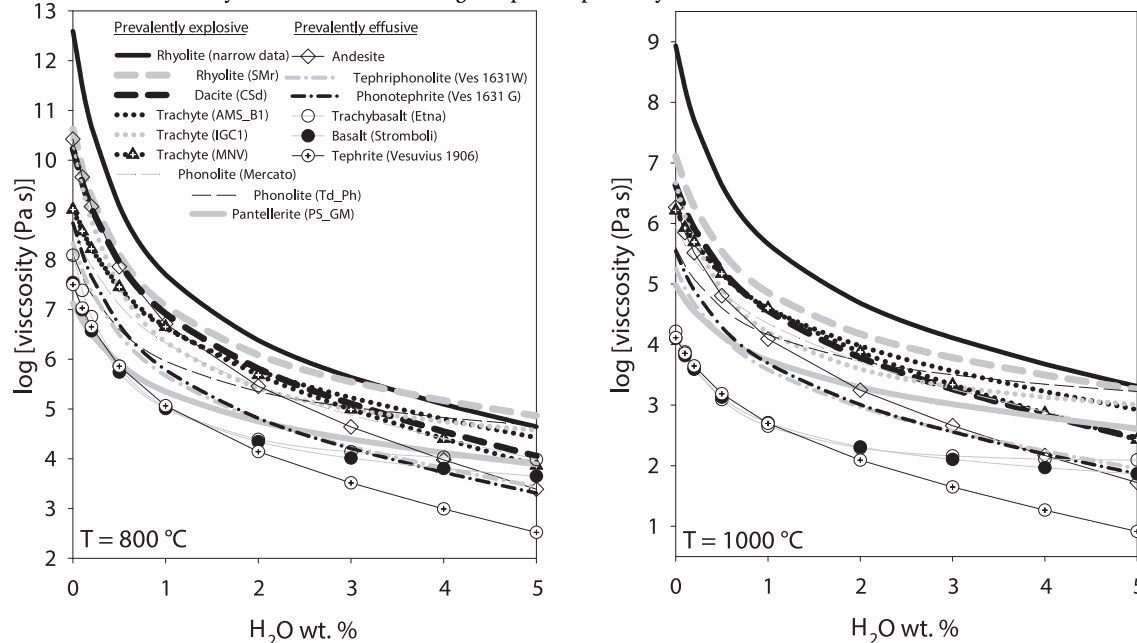 Prevalently explosive
Prevalently effusive
Rhyolite (narrow data)
Rhyolite (SMr)
Dacite (CSd)
Trachyte (AMS_B1)
Trachyte (IGC1)
Trachyte (MNV)
Phonolite (Mercato)
Phonolite (Td_Ph)
Pantellerite (PS_GM)
Andesite
Tephriphonolite (Ves 1631W)
Phonotephrite (Ves 1631 G)
Trachybasalt (Etna)
Basalt (Stromboli)
Tephrite (Vesuvius 1906)
log [viscsosity (Pa s)]
13
12
11
10
9
8
7
6
5
4
3
2
T = 800 °C
0 1 2 3 4 5
H2O wt. %
log [viscsosity (Pa s)]
9
8
7
6
5
4
3
2
1
T = 1000 °C
0 1 2 3 4 5
H2O wt. %